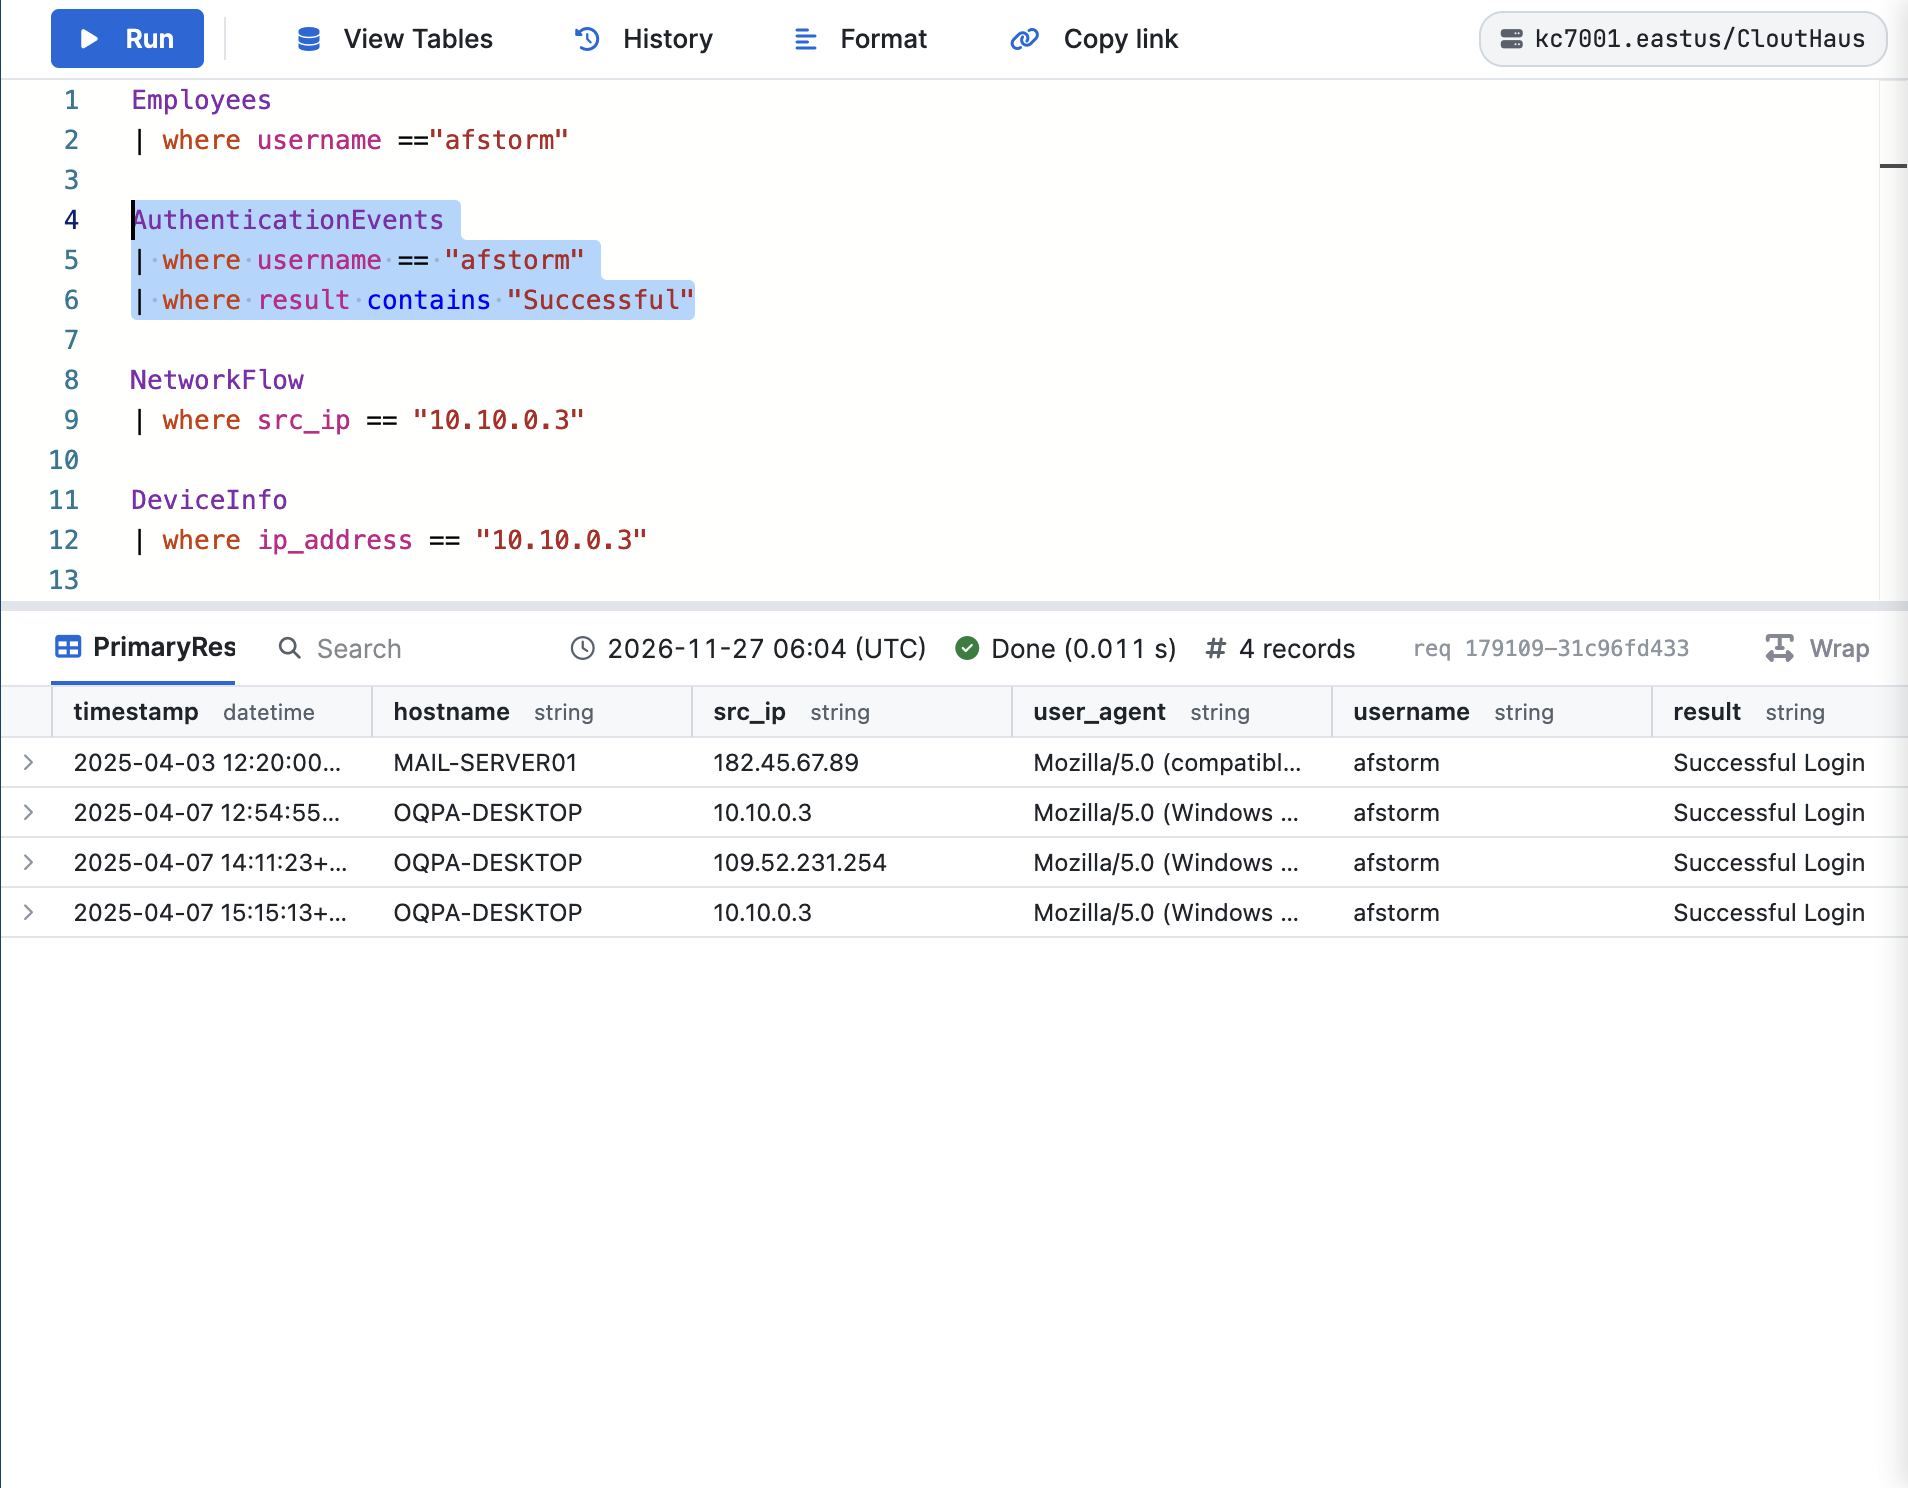 Run View Tables History Format Copy link kc7001.eastus/CloutHaus
1 Employees
2 | where username =="afstorm"
3
4 AuthenticationEvents
5 | where username == "afstorm"
6 | where result contains "Successful"
7
8 NetworkFlow
9 | where src_ip == "10.10.0.3"
10
11 DeviceInfo
12 | where ip_address == "10.10.0.3"
13
PrimaryRes Search 2026-11-27 06:04 (UTC) Done (0.011 s) # 4 records req 179109-31c96fd433 Wrap
timestamp datetime hostname string src_ip string user_agent string username string result string
2025-04-03 12:20:00... MAIL-SERVER01 182.45.67.89 Mozilla/5.0 (compatibl... afstorm Successful Login
2025-04-07 12:54:55... OQPA-DESKTOP 10.10.0.3 Mozilla/5.0 (Windows ... afstorm Successful Login
2025-04-07 14:11:23+... OQPA-DESKTOP 109.52.231.254 Mozilla/5.0 (Windows ... afstorm Successful Login
2025-04-07 15:15:13+... OQPA-DESKTOP 10.10.0.3 Mozilla/5.0 (Windows ... afstorm Successful Login